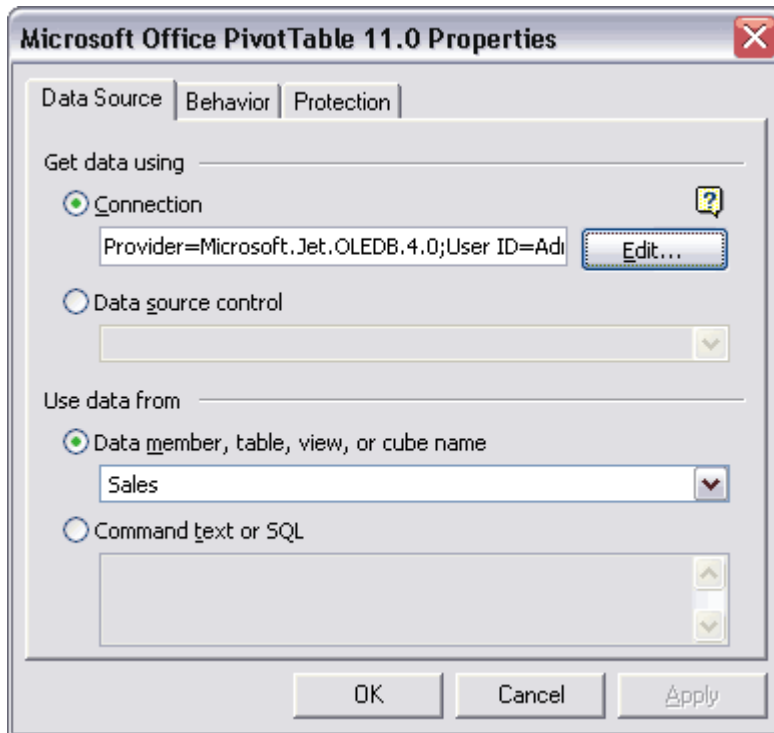 Microsoft Office PivotTable 11.0 Properties
Data Source Behavior Protection
Get data using
Connection
?
Provider=Microsoft.Jet.OLEDB.4.0;User ID=Adm
Edit...
Data source control
Use data from
Data member, table, view, or cube name
Sales
Command text or SQL
OK Cancel Apply